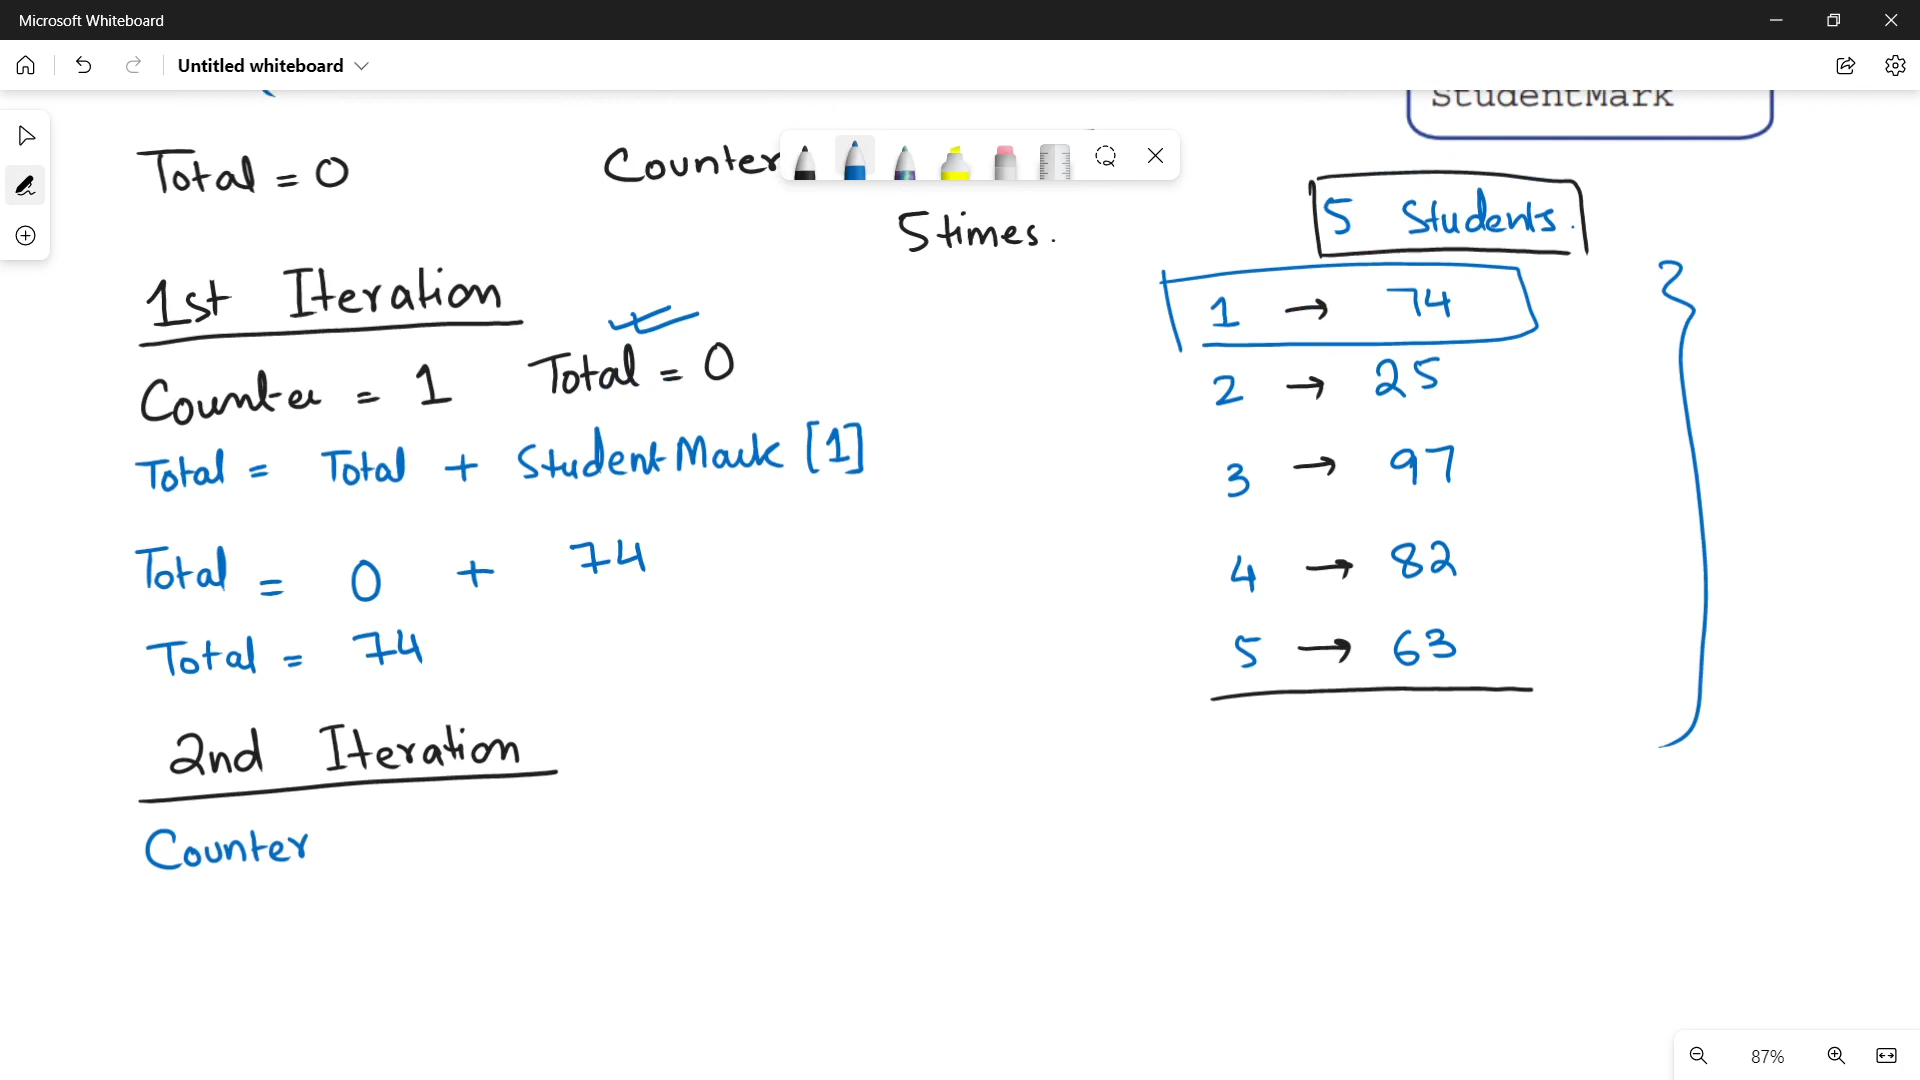 Microsoft Whiteboard
Untitled whiteboard
StudentMark
Total = 0
Counter
5 times.
5 Students.
1st Iteration
Counter = 1 Total = 0
Total = Total + StudentMark [1]
Total = 0 + 74
Total = 74
2nd Iteration
Counter
1 → 74
2 → 25
3 → 97
4 → 82
5 → 63
87%